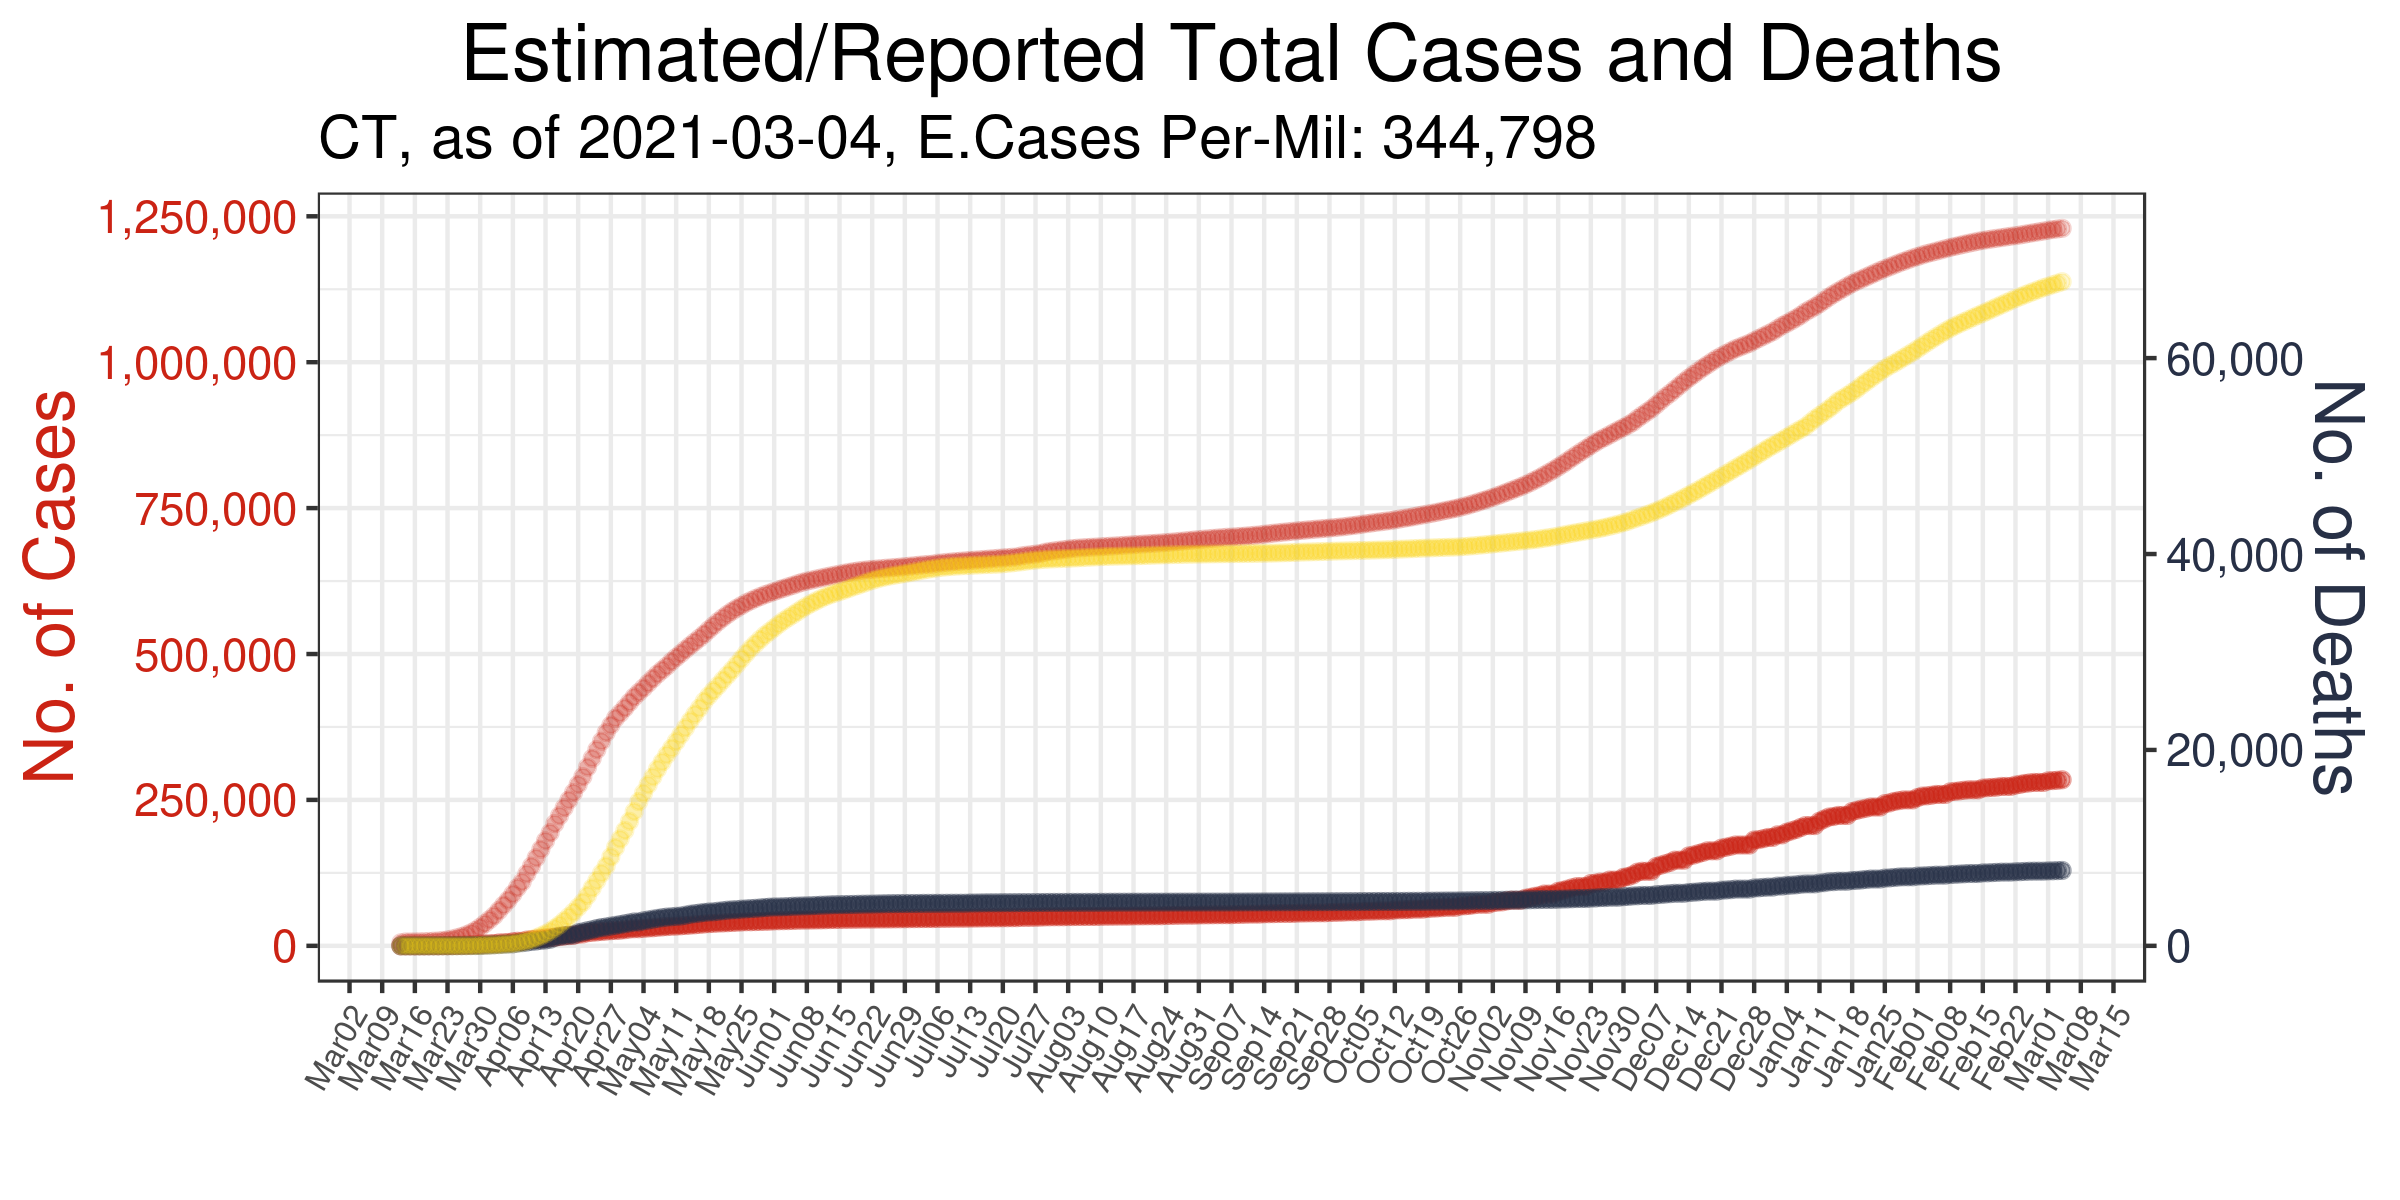 Estimated/Reported Total Cases and Deaths
CT, as of 2021-03-04, E.Cases Per-Mil: 344,798
No. of Cases
1,250,000
1,000,000
750,000
500,000
250,000
0
60,000
40,000
20,000
0
No. of Deaths
Mar02
Mar09
Mar16
Mar23
Mar30
Apr06
Apr13
Apr20
Apr27
May04
May11
May18
May25
Jun01
Jun08
Jun15
Jun22
Jun29
Jul06
Jul13
Jul20
Jul27
Aug03
Aug10
Aug17
Aug24
Aug31
Sep07
Sep14
Sep21
Sep28
Oct05
Oct12
Oct19
Oct26
Nov02
Nov09
Nov16
Nov23
Nov30
Dec07
Dec14
Dec21
Dec28
Jan04
Jan11
Jan18
Jan25
Feb01
Feb08
Feb15
Feb22
Mar01
Mar08
Mar15